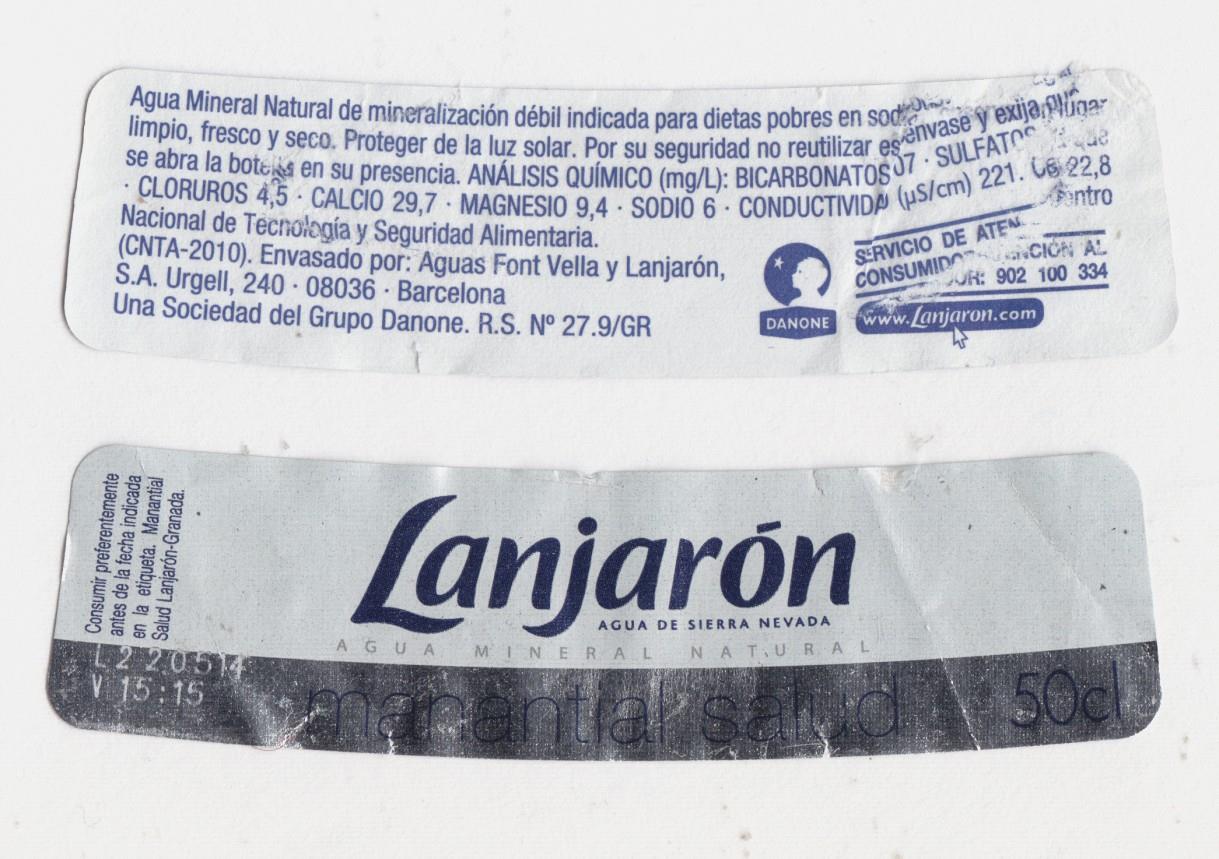 Agua Mineral Natural de mineralización débil indicada para dietas pobres en
limpio, fresco y seco. Proteger de la luz solar. Por su seguridad no reutilizar envase y exija
se abra la botella en su presencia. ANÁLISIS QUÍMICO (mg/L): BICARBONATOS 07 · SULFATOS 22,8
· CLORUROS 4,5 · CALCIO 29,7 · MAGNESIO 9,4 · SODIO 6 · CONDUCTIVIDA (µS/cm) 221.
Nacional de Tecnología y Seguridad Alimentaria.
(CNTA-2010). Envasado por: Aguas Font Vella y Lanjarón,
S.A. Urgell, 240 · 08036 · Barcelona
Una Sociedad del Grupo Danone. R.S. Nº 27.9/GR
DANONE
SERVICIO DE
902 100 334
www.Lanjaron.com
Consumir preferentemente
antes de la fecha indicada
en la etiqueta. Manantial
Salud Lanjarón-Granada.
L 220514
V 15:15
Lanjarón
AGUA DE SIERRA NEVADA
AGUA MINERAL NATURAL
manantial salud
50cl